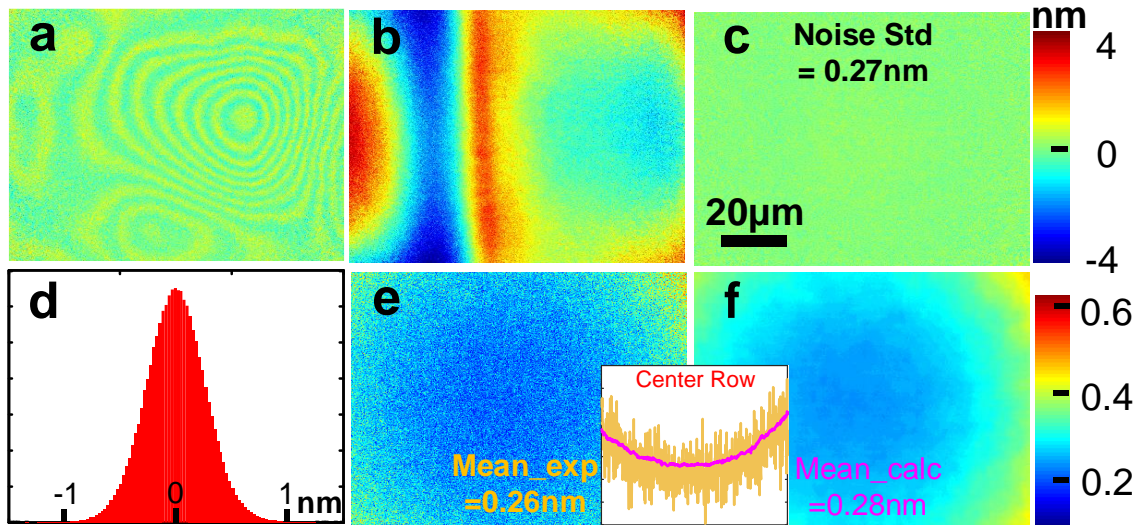 a
b
c
Noise Std
= 0.27nm
20μm
nm
4
0
-4
d
-1
0
1
nm
e
Mean_exp
=0.26nm
Center Row
f
Mean_calc
=0.28nm
0.6
0.4
0.2